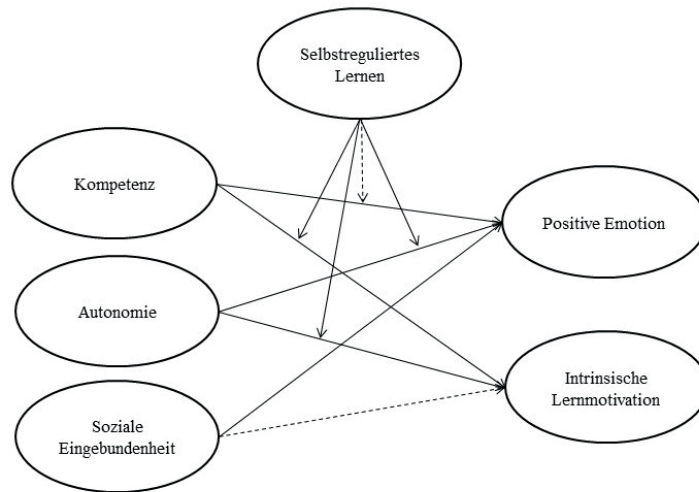 Selbstreguliertes
Lernen
Kompetenz
Positive Emotion
Autonomie
Intrinsische
Lernmotivation
Soziale
Eingebundenheit